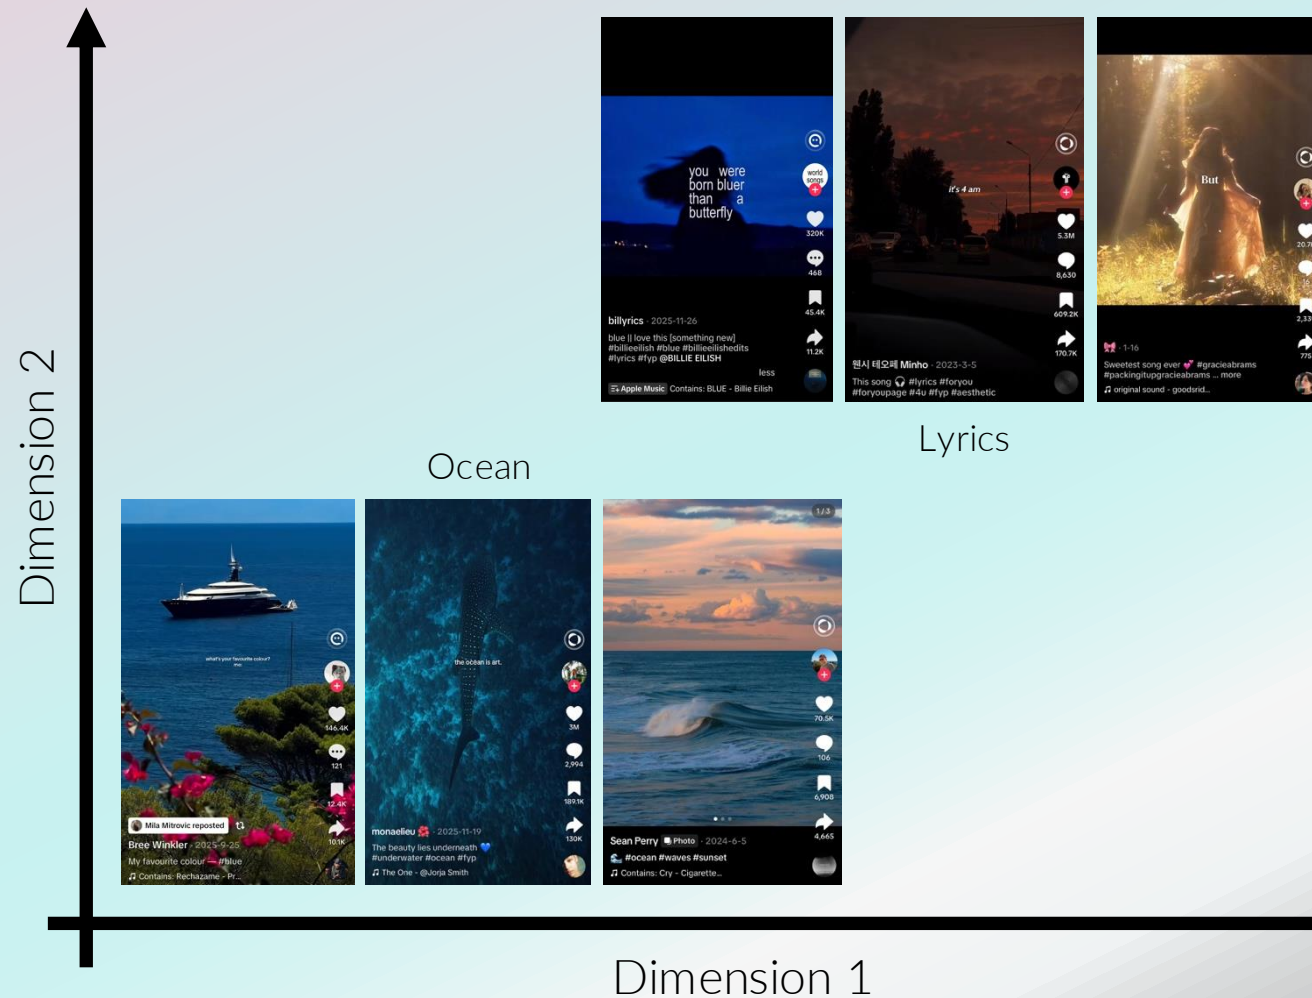 Dimension 2
you were
born bluer
than a
butterfly
world
songs
320K
468
45.4K
11.2K
billyrics · 2025-11-26
blue || love this [something new]
#billieeilish #blue #billieeilishedits
#lyrics #fyp @BILLIE EILISH
less
Apple Music Contains: BLUE - Billie Eilish
it's 4 am
5.3M
8,630
609.2K
170.7K
웬시 테오페 Minho · 2023-3-5
This song 🎧 #lyrics #foryou
#foryoupage #4u #fyp #aesthetic
But
775
🎀 · 1-16
Sweetest song ever 💞 #gracieabrams
#packingitupgracieabrams ... more
original sound - goodsrid...
Lyrics
Ocean
what's your favourite colour?
146.4K
121
12.4K
10.1K
Mila Mitrovic reposted
Bree Winkler · 2025-9-25
My favourite colour — #blue
Contains: Rechazame - Pr...
the ocean is art.
3M
2,994
189.1K
130K
monaelieu 🌺 · 2025-11-19
The beauty lies underneath 💙
#underwater #ocean #fyp
The One - @Jorja Smith
1/3
70.5K
106
6,908
4,665
Sean Perry Photo · 2024-6-5
🌊 #ocean #waves #sunset
Contains: Cry - Cigarette...
Dimension 1